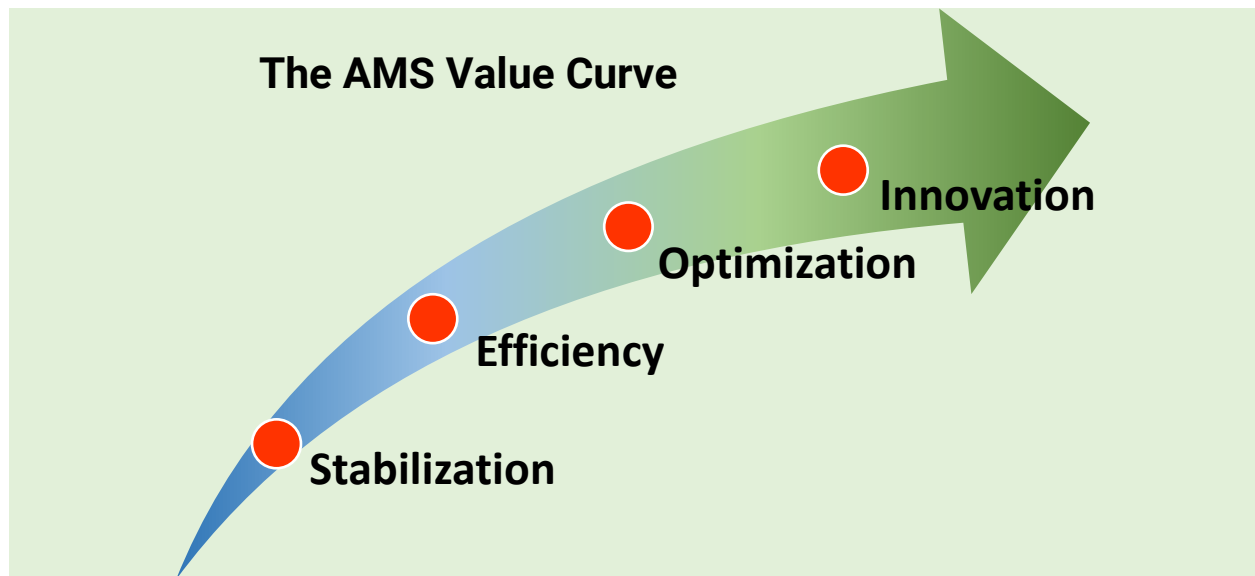 The AMS Value Curve
Innovation
Optimization
Efficiency
Stabilization